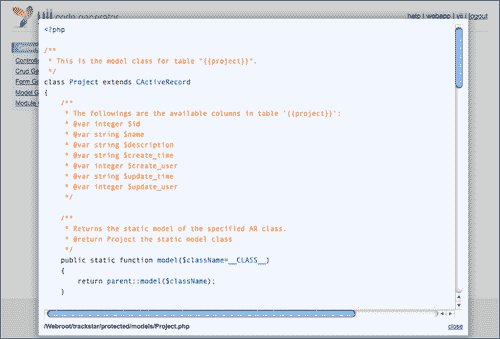 code generator
help | webapp | yii | logout
Controlle
Crud Ge
Form Ge
Model G
Module G
<?php
/**
 * This is the model class for table "{{project}}".
 */
class Project extends CActiveRecord
{
    /**
     * The followings are the available columns in table '{{project}}':
     * @var integer $id
     * @var string $name
     * @var string $description
     * @var string $create_time
     * @var integer $create_user
     * @var string $update_time
     * @var integer $update_user
     */
    /**
     * Returns the static model of the specified AR class.
     * @return Project the static model class
     */
    public static function model($className=__CLASS__)
    {
        return parent::model($className);
    }
/Webroot/trackstar/protected/models/Project.php
close